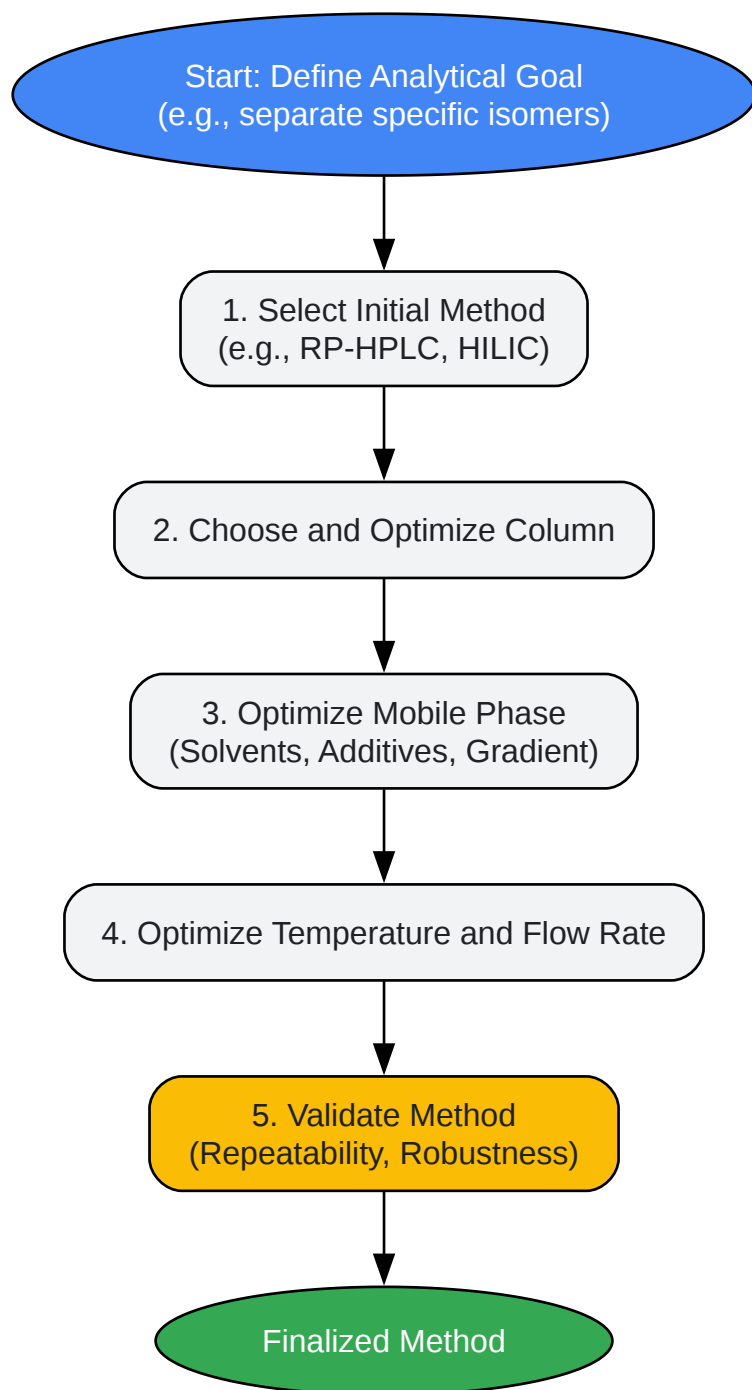 Start: Define Analytical Goal
(e.g., separate specific isomers)
1. Select Initial Method
(e.g., RP-HPLC, HILIC)
2. Choose and Optimize Column
3. Optimize Mobile Phase
(Solvents, Additives, Gradient)
4. Optimize Temperature and Flow Rate
5. Validate Method
(Repeatability, Robustness)
Finalized Method